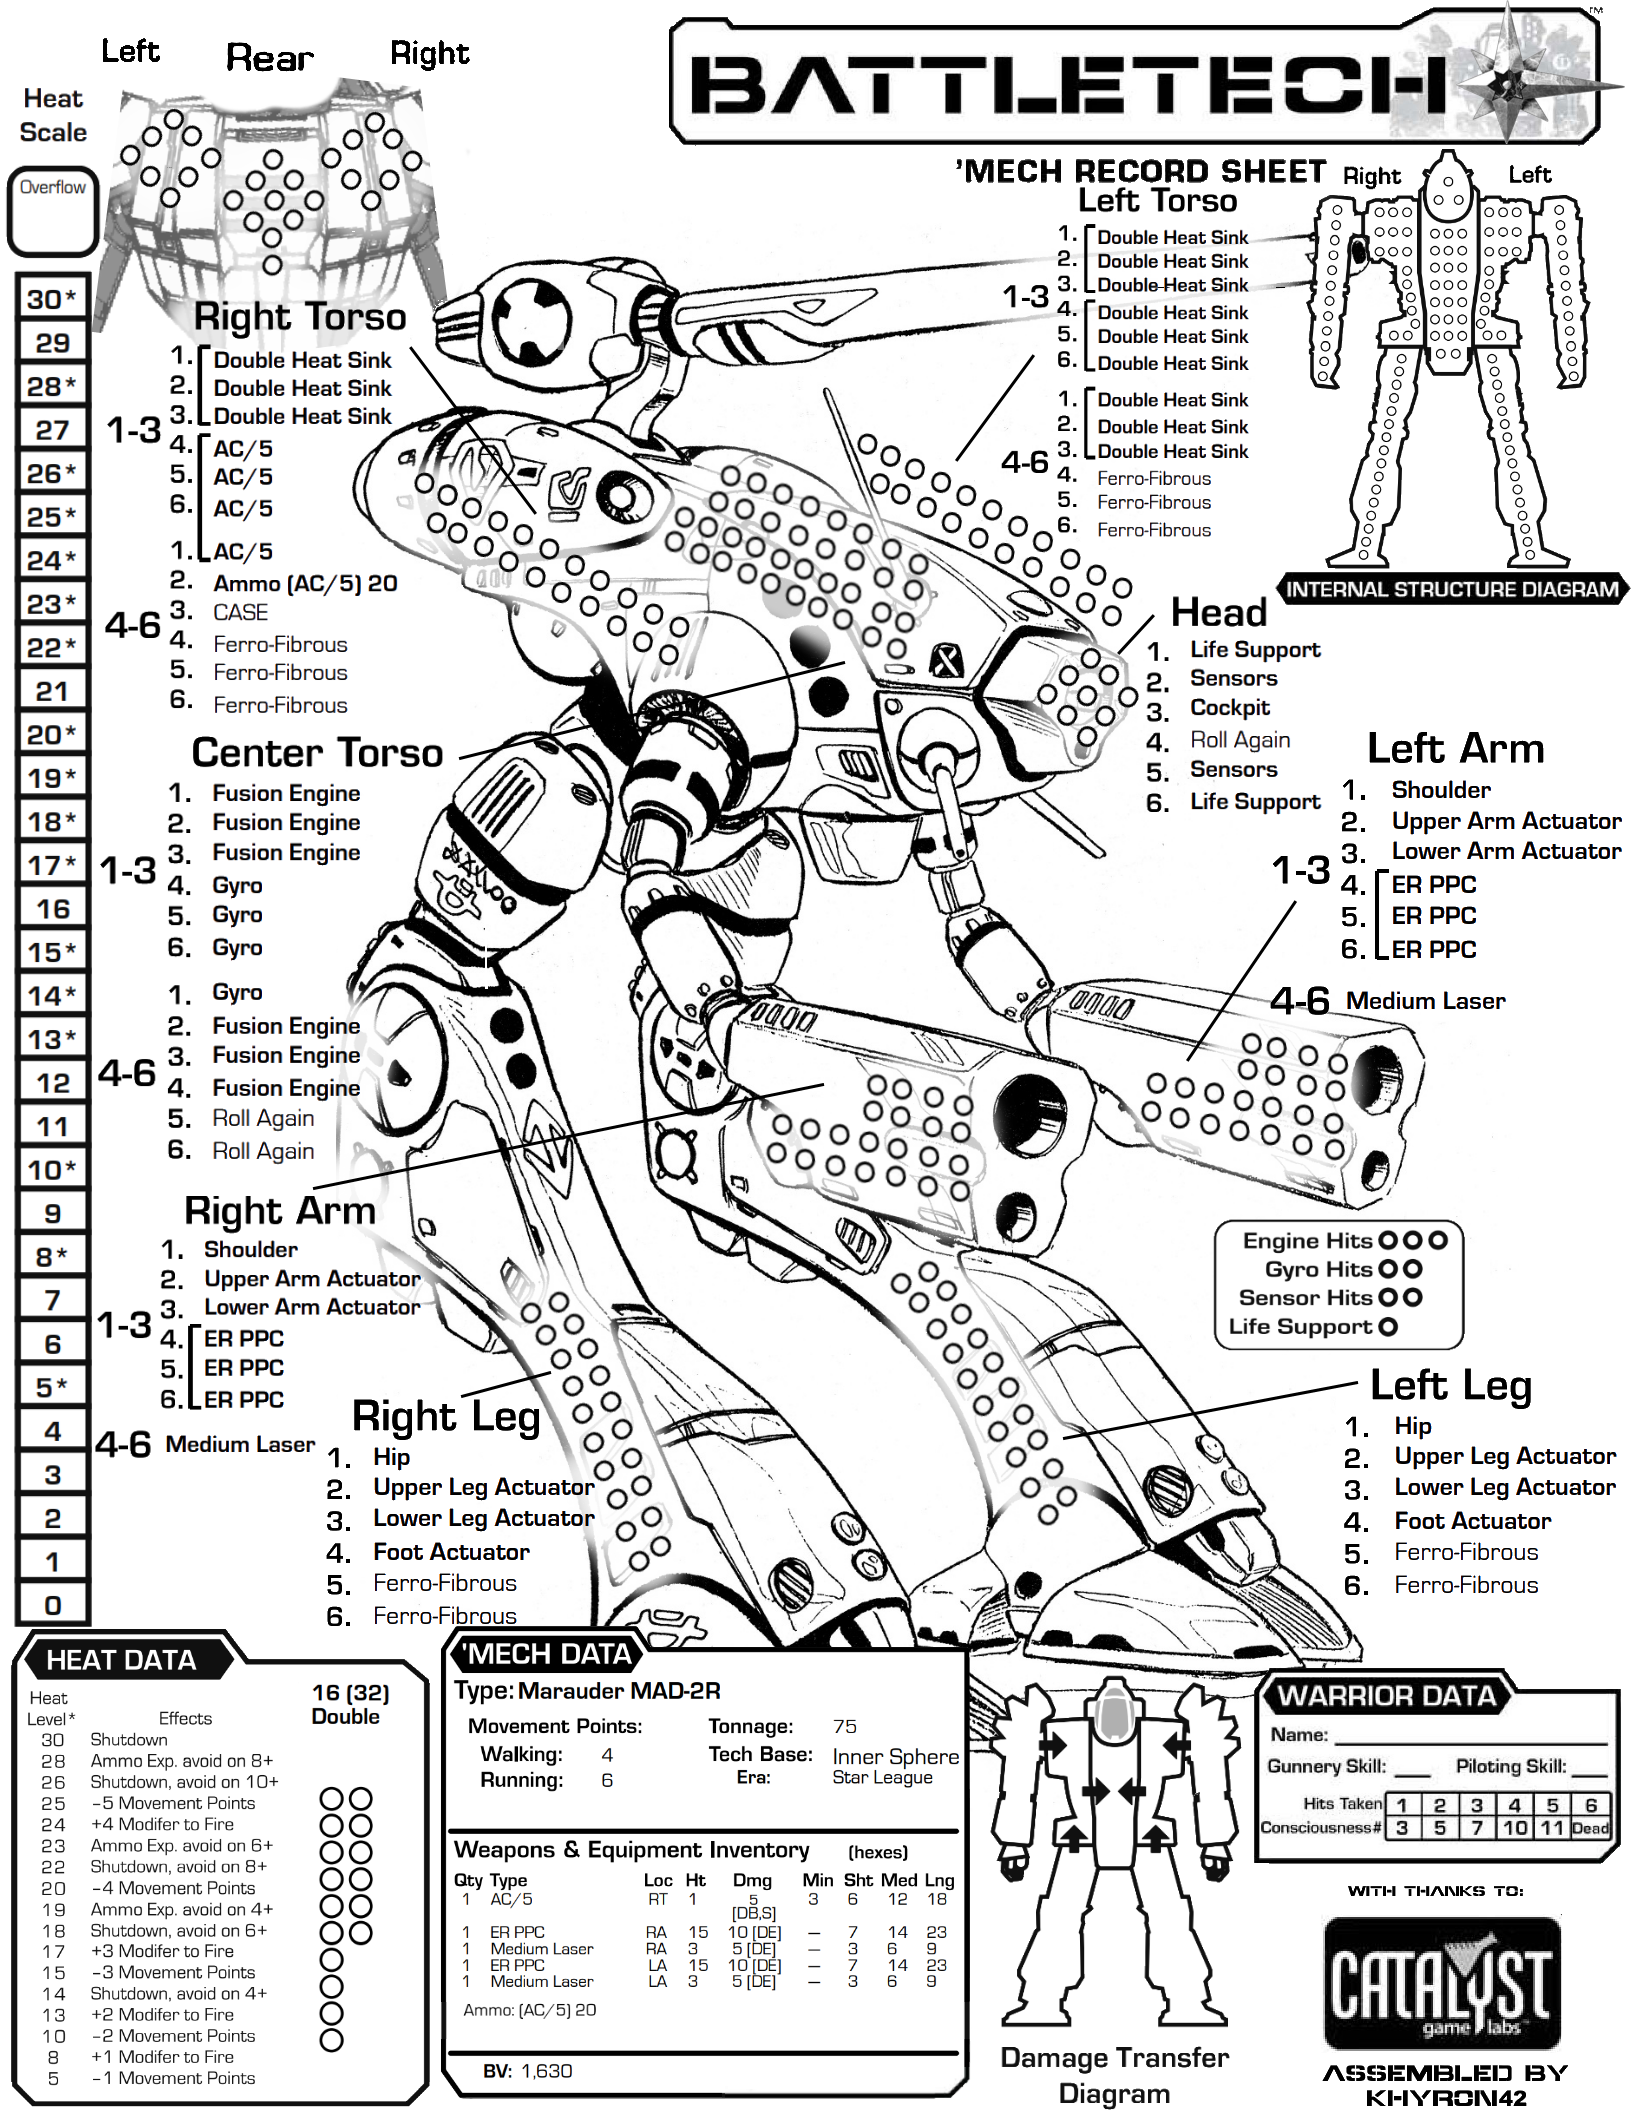 Left Rear Right
Heat
Scale
Overflow
30*
29
28*
27
26*
25*
24*
23*
22*
21
20*
19*
18*
17*
16
15*
14*
13*
12
11
10*
9
8*
7
6
5*
4
3
2
1
0
BATTLETECH
TM
'MECH RECORD SHEET
Right Left
INTERNAL STRUCTURE DIAGRAM
Left Torso
1-3
1. Double Heat Sink
2. Double Heat Sink
3. Double Heat Sink
4. Double Heat Sink
5. Double Heat Sink
6. Double Heat Sink
4-6
1. Double Heat Sink
2. Double Heat Sink
3. Double Heat Sink
4. Ferro-Fibrous
5. Ferro-Fibrous
6. Ferro-Fibrous
Right Torso
1-3
1. Double Heat Sink
2. Double Heat Sink
3. Double Heat Sink
4. AC/5
5. AC/5
6. AC/5
4-6
1. AC/5
2. Ammo (AC/5) 20
3. CASE
4. Ferro-Fibrous
5. Ferro-Fibrous
6. Ferro-Fibrous
Head
1. Life Support
2. Sensors
3. Cockpit
4. Roll Again
5. Sensors
6. Life Support
Center Torso
1-3
1. Fusion Engine
2. Fusion Engine
3. Fusion Engine
4. Gyro
5. Gyro
6. Gyro
4-6
1. Gyro
2. Fusion Engine
3. Fusion Engine
4. Fusion Engine
5. Roll Again
6. Roll Again
Left Arm
1-3
1. Shoulder
2. Upper Arm Actuator
3. Lower Arm Actuator
4. ER PPC
5. ER PPC
6. ER PPC
4-6 Medium Laser
Right Arm
1-3
1. Shoulder
2. Upper Arm Actuator
3. Lower Arm Actuator
4. ER PPC
5. ER PPC
6. ER PPC
4-6 Medium Laser
Engine Hits
Gyro Hits
Sensor Hits
Life Support
Right Leg
1. Hip
2. Upper Leg Actuator
3. Lower Leg Actuator
4. Foot Actuator
5. Ferro-Fibrous
6. Ferro-Fibrous
Left Leg
1. Hip
2. Upper Leg Actuator
3. Lower Leg Actuator
4. Foot Actuator
5. Ferro-Fibrous
6. Ferro-Fibrous
HEAT DATA
16 (32)
Double
Heat
Level* Effects
30 Shutdown
28 Ammo Exp. avoid on 8+
26 Shutdown, avoid on 10+
25 -5 Movement Points
24 +4 Modifer to Fire
23 Ammo Exp. avoid on 6+
22 Shutdown, avoid on 8+
20 -4 Movement Points
19 Ammo Exp. avoid on 4+
18 Shutdown, avoid on 6+
17 +3 Modifer to Fire
15 -3 Movement Points
14 Shutdown, avoid on 4+
13 +2 Modifer to Fire
10 -2 Movement Points
8 +1 Modifer to Fire
5 -1 Movement Points
'MECH DATA
Type: Marauder MAD-2R
Movement Points: Tonnage: 75
Walking: 4 Tech Base: Inner Sphere
Running: 6 Era: Star League
Weapons & Equipment Inventory (hexes)
Qty Type Loc Ht Dmg Min Sht Med Lng
1 AC/5 RT 1 5 3 6 12 18
[DB,S]
1 ER PPC RA 15 10 [DE] – 7 14 23
1 Medium Laser RA 3 5 [DE] – 3 6 9
1 ER PPC LA 15 10 [DE] – 7 14 23
1 Medium Laser LA 3 5 [DE] – 3 6 9
Ammo: (AC/5) 20
BV: 1,630
Damage Transfer
Diagram
WARRIOR DATA
Name:
Gunnery Skill: Piloting Skill:
Hits Taken 1 2 3 4 5 6
Consciousness# 3 5 7 10 11 Dead
WITH THANKS TO:
CATALYST
game labs
ASSEMBLED BY
KHYRON42